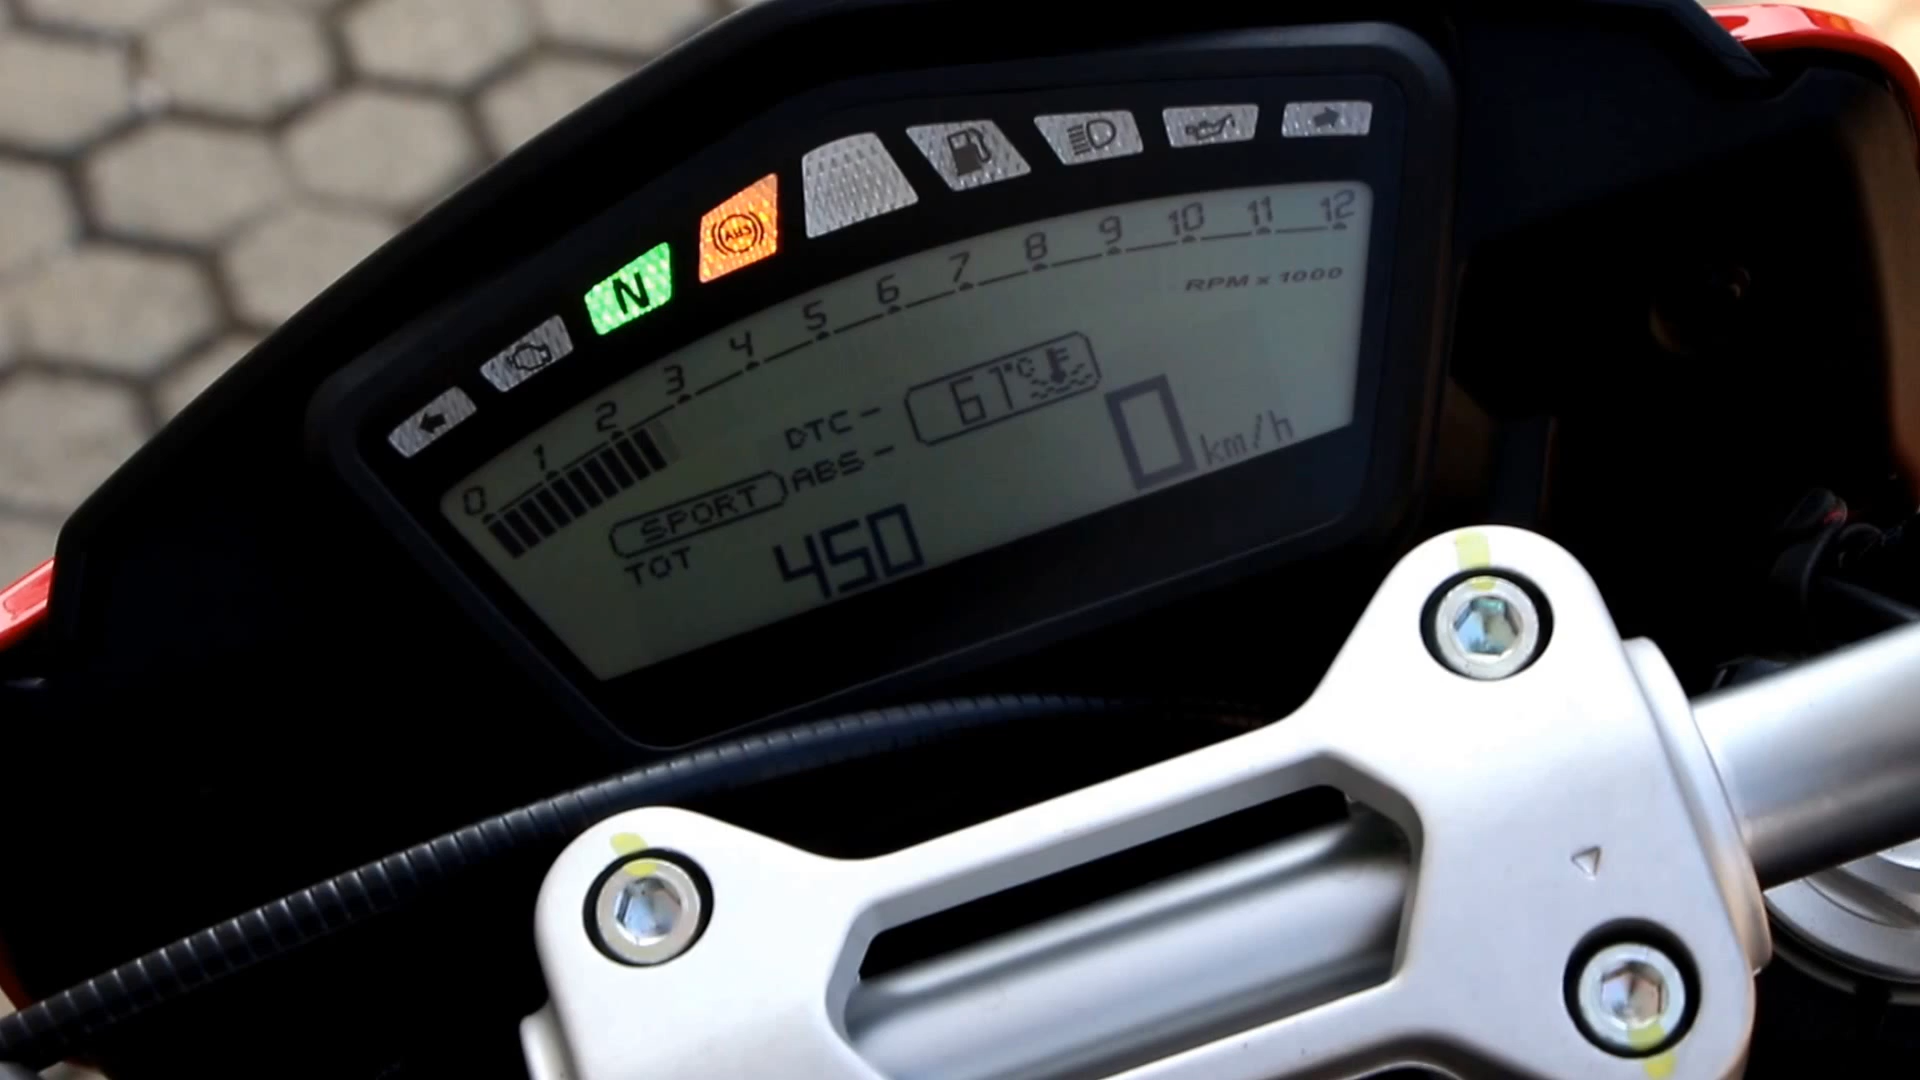 N
ABS
0 1 2 3 4 5 6 7 8 9 10 11 12
RPM x 1000
DTC -
61°C
SPORT
ABS -
0 km/h
TOT 450